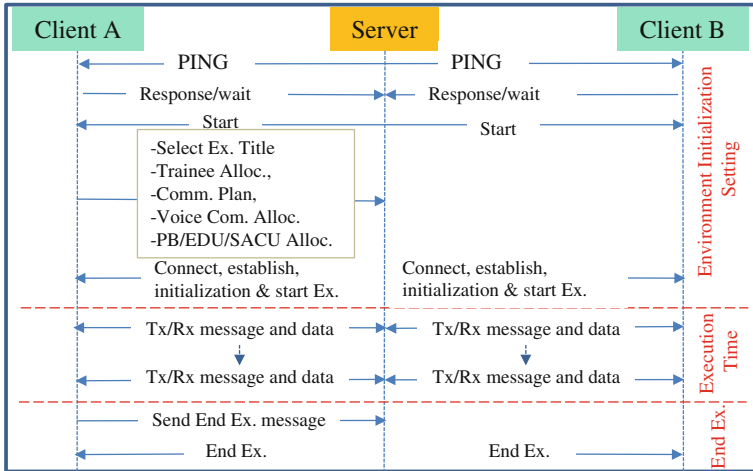 Client A
Server
Client B
PING
PING
Response/wait
Response/wait
Start
Start
-Select Ex. Title
-Trainee Alloc.,
-Comm. Plan,
-Voice Com. Alloc.
-PB/EDU/SACU Alloc.
Connect, establish,
initialization & start Ex.
Connect, establish,
initialization & start Ex.
Environment Initialization
Setting
Tx/Rx message and data
Tx/Rx message and data
Tx/Rx message and data
Tx/Rx message and data
Execution
Time
Send End Ex. message
End Ex.
End Ex.
End Ex.